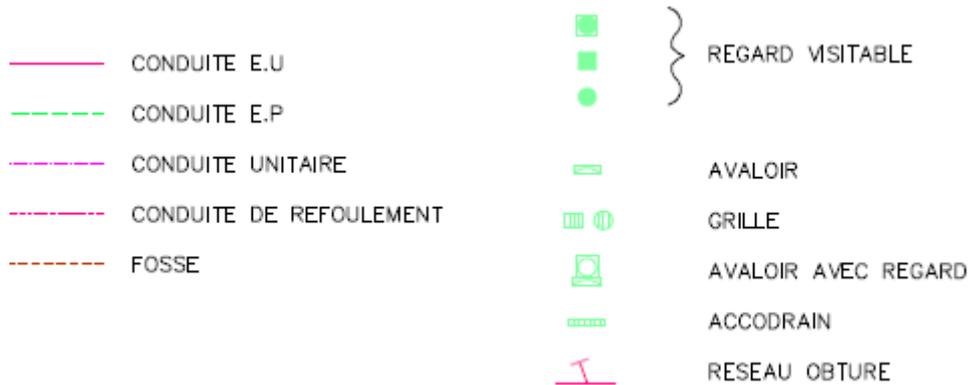 CONDUITE E.U
CONDUITE E.P
CONDUITE UNITAIRE
CONDUITE DE REFOULEMENT
FOSSE
REGARD VISITABLE
AVALOIR
GRILLE
AVALOIR AVEC REGARD
ACCODRAIN
RESEAU OBTURE